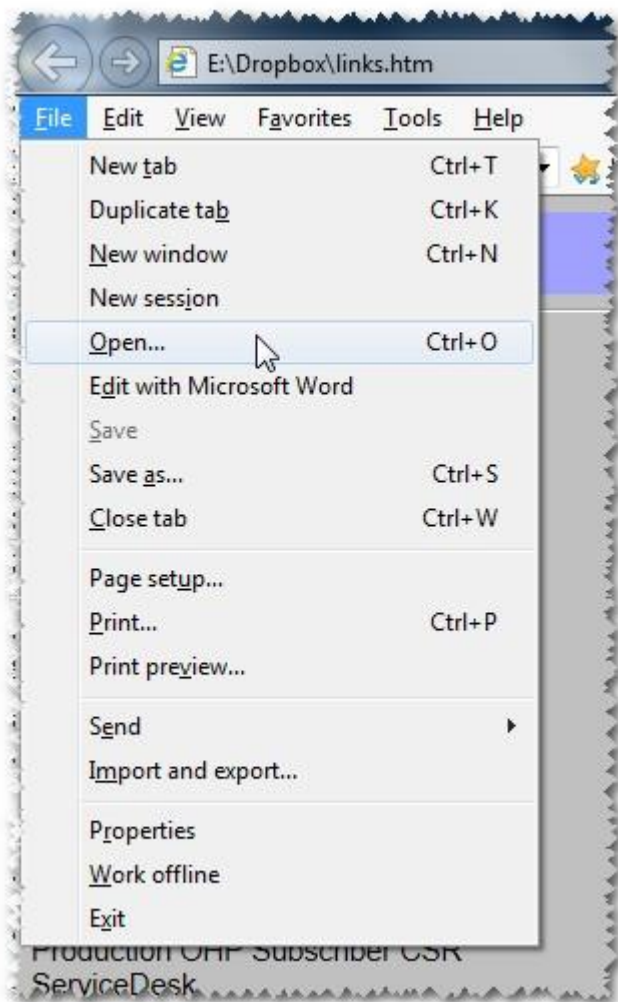 E:\Dropbox\links.htm
File Edit View Favorites Tools Help
New tab Ctrl+T
Duplicate tab Ctrl+K
New window Ctrl+N
New session
Open... Ctrl+O
Edit with Microsoft Word
Save
Save as... Ctrl+S
Close tab Ctrl+W
Page setup...
Print... Ctrl+P
Print preview...
Send
Import and export...
Properties
Work offline
Exit
Production OHP Subscriber CSR
ServiceDesk